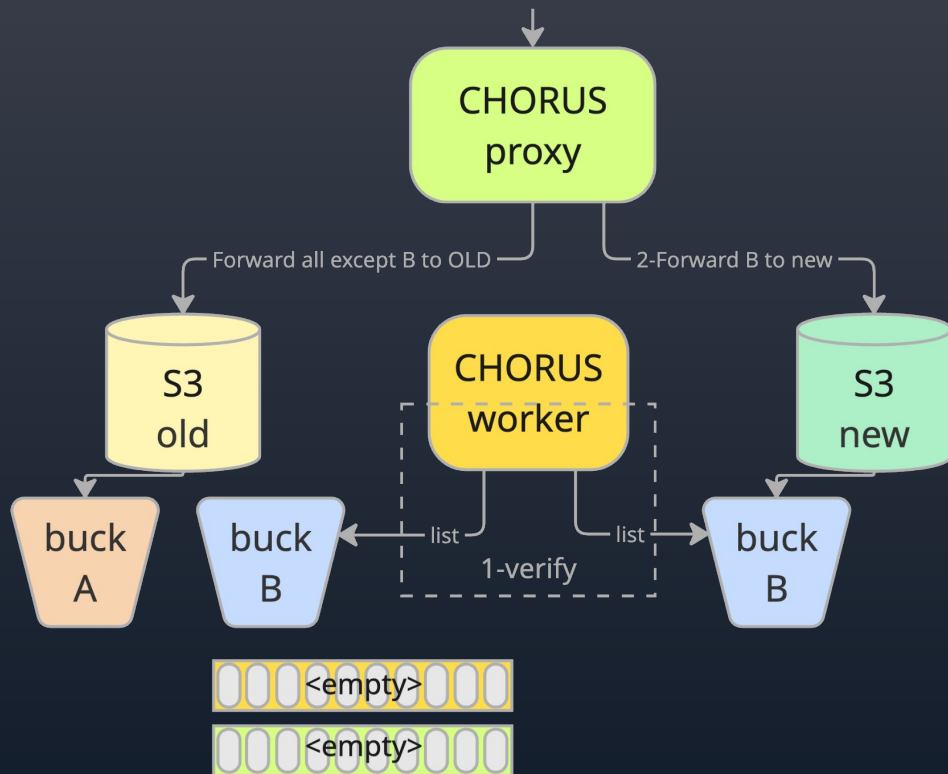 CHORUS
proxy
Forward all except B to OLD
2-Forward B to new
S3
old
CHORUS
worker
S3
new
buck
A
buck
B
list
list
1-verify
buck
B
<empty>
<empty>